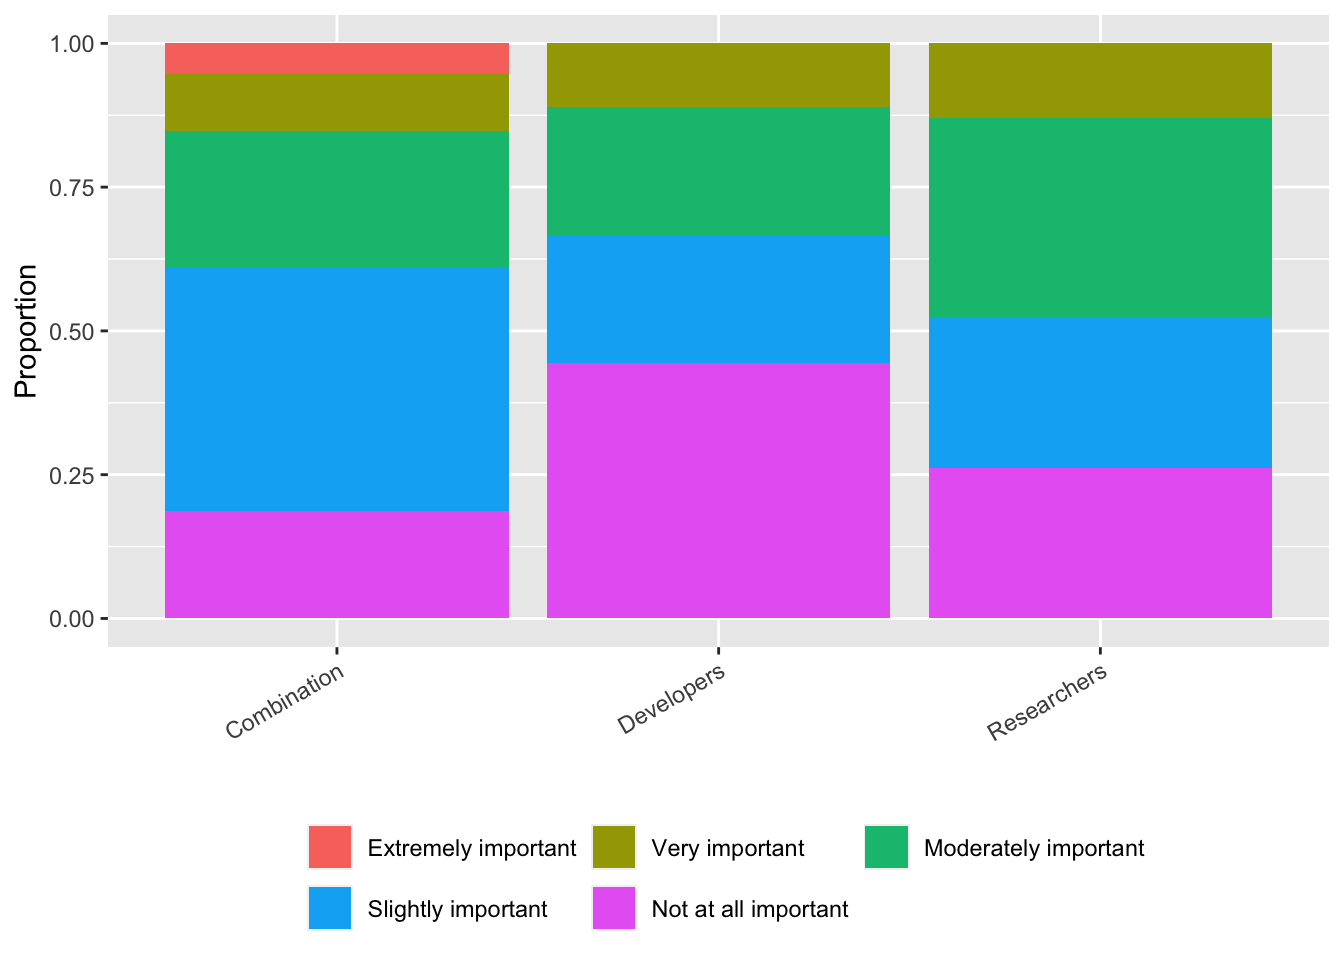 1.00
0.75
0.50
0.25
0.00
Proportion
Combination
Developers
Researchers
Extremely important
Very important
Moderately important
Slightly important
Not at all important